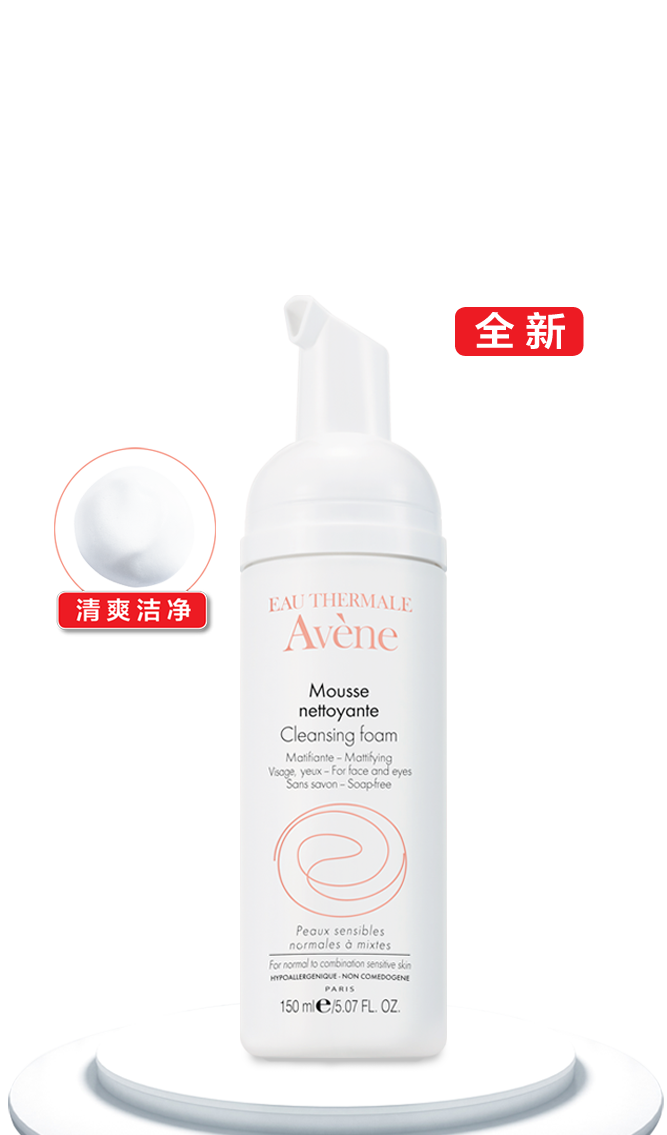 全新
清爽洁净
EAU THERMALE
Avène
Mousse
nettoyante
Cleansing foam
Matifiante – Mattifying
Visage, yeux – For face and eyes
Sans savon – Soap-free
Peaux sensibles
normales à mixtes
For normal to combination sensitive skin
HYPOALLERGENIQUE - NON COMEDOGENE
PARIS
150 ml e/5.07 FL. OZ.